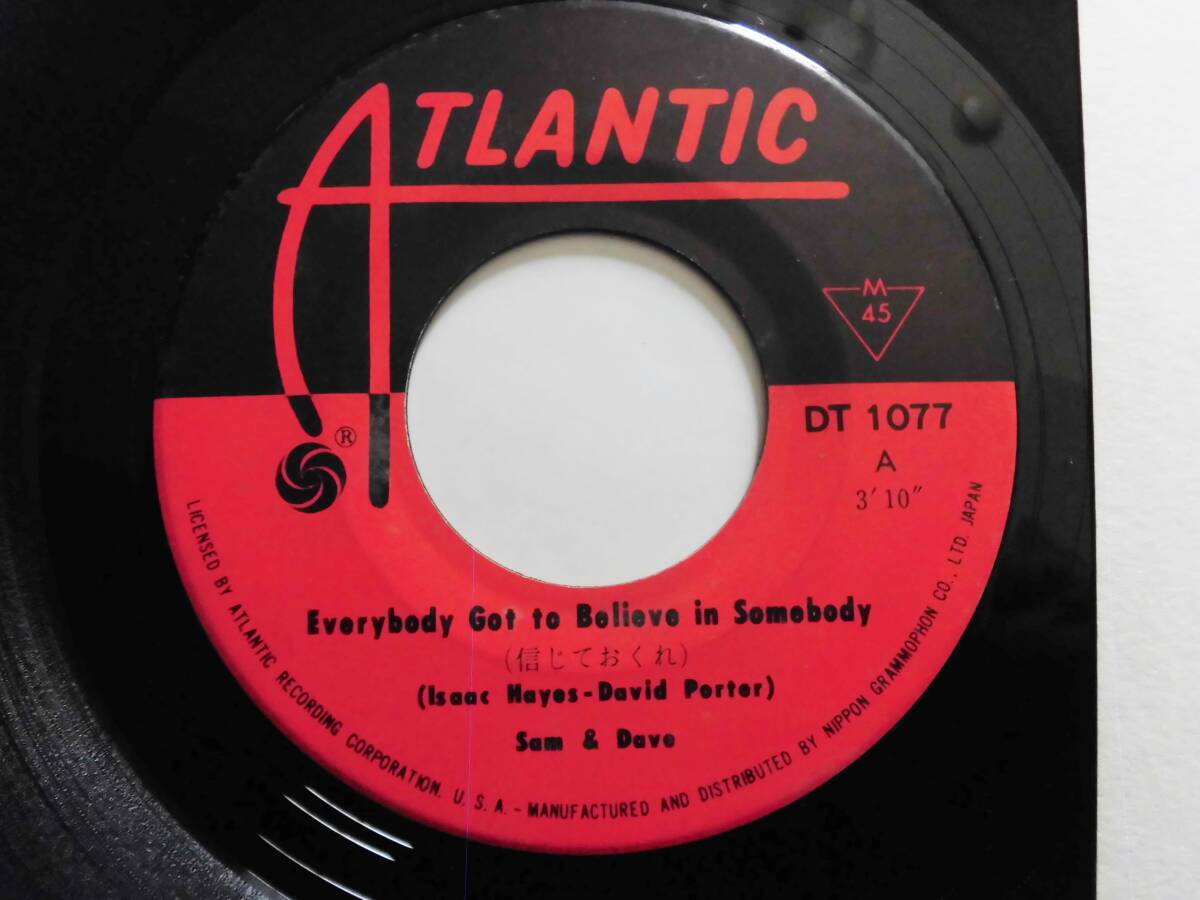 ATLANTIC
M
45
DT 1077
A
3′10″
®
Everybody Got to Believe in Somebody
(信じておくれ)
(Isaac Hayes-David Porter)
Sam & Dave
LICENSED BY ATLANTIC RECORDING CORPORATION, U. S. A. - MANUFACTURED AND DISTRIBUTED BY NIPPON GRAMMOPHON CO., LTD. JAPAN